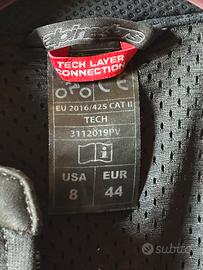 TECH LAYER
CONNECTION
EU 2016/425 CAT II
TECH
3112019PV
USA EUR
8 44
subito